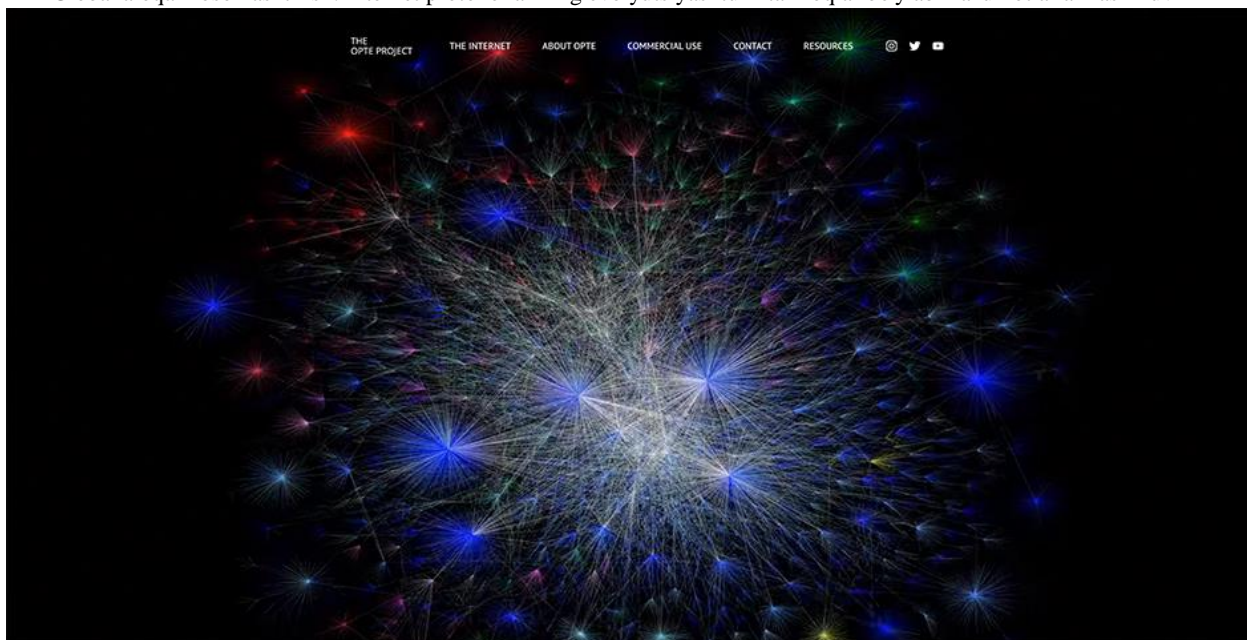 THE
OPTE PROJECT
THE INTERNET ABOUT OPTE COMMERCIAL USE CONTACT RESOURCES